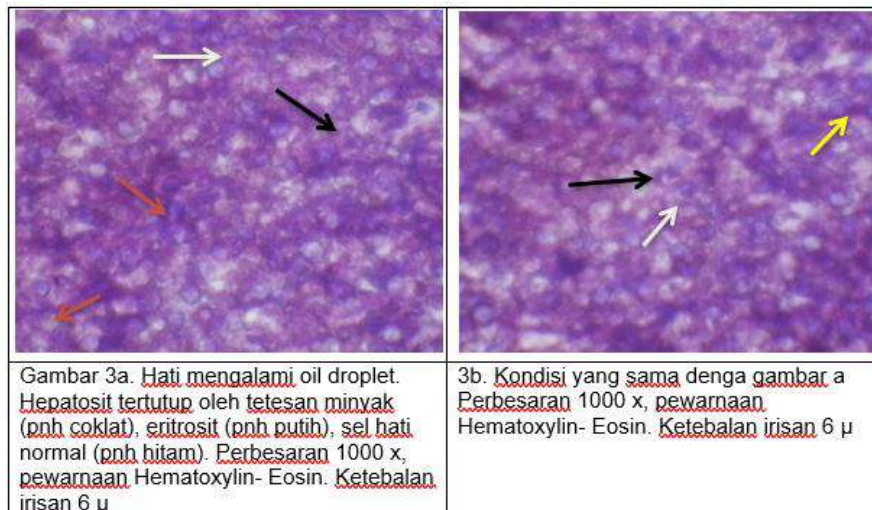 Gambar 3a. Hati mengalami oil droplet.
Hepatosit tertutup oleh tetesan minyak
(pnh coklat), eritrosit (pnh putih), sel hati
normal (pnh hitam). Perbesaran 1000 x,
pewarnaan Hematoxylin- Eosin. Ketebalan
irisan 6 µ
3b. Kondisi yang sama denga gambar a
Perbesaran 1000 x, pewarnaan
Hematoxylin- Eosin. Ketebalan irisan 6 µ